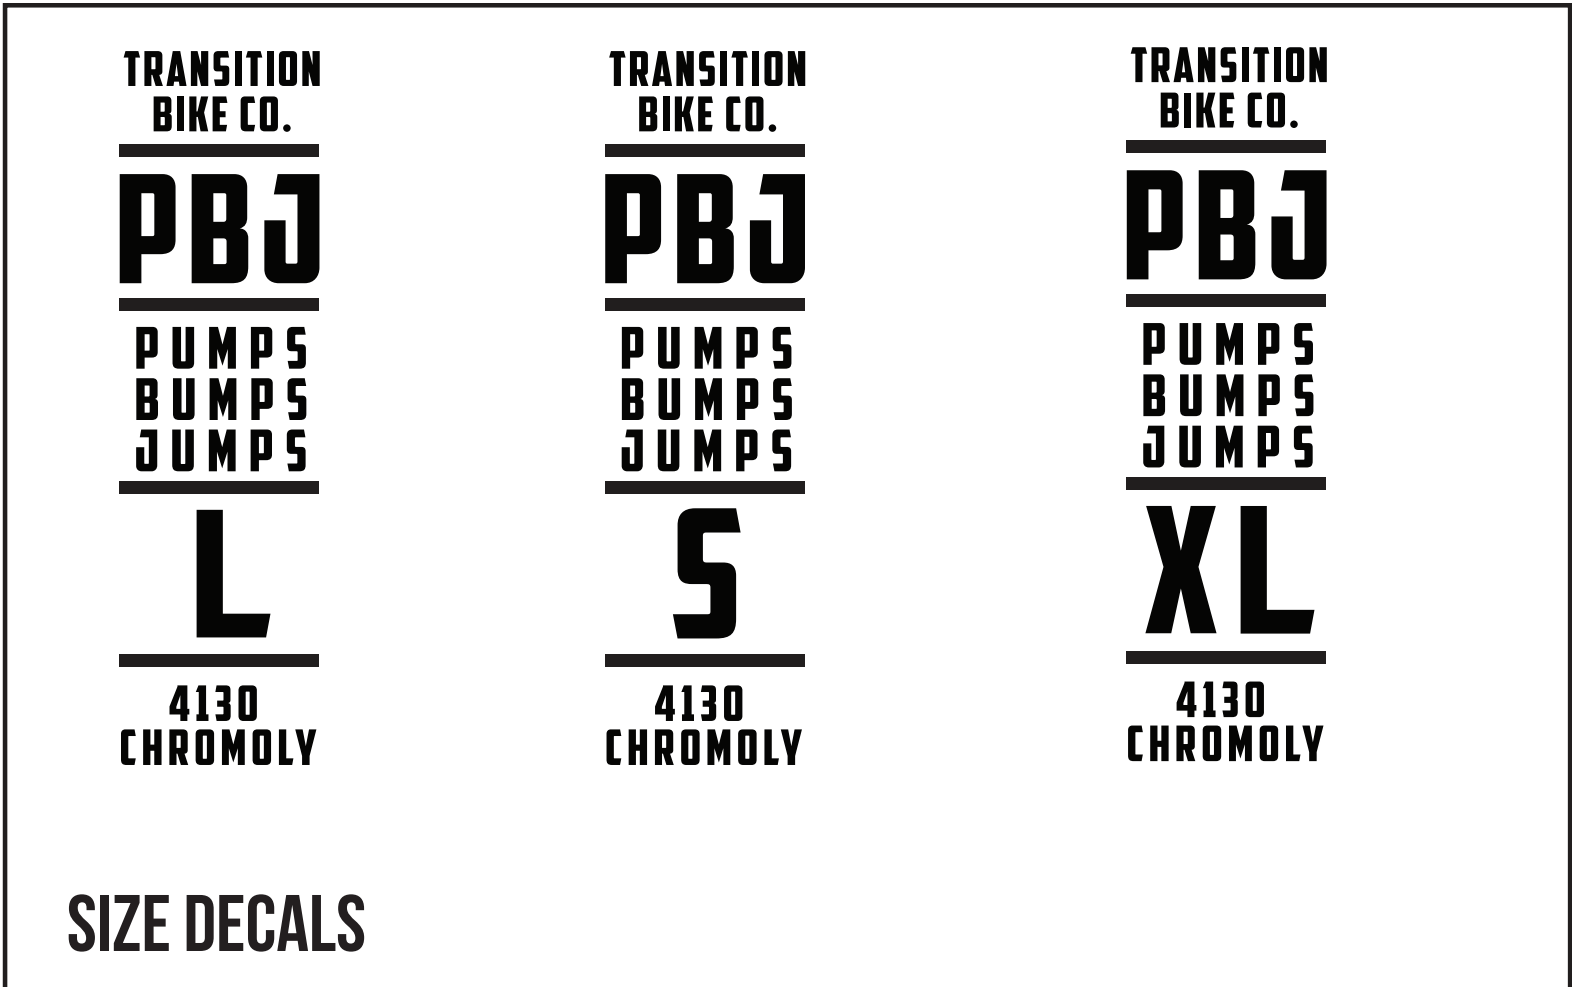 TRANSITION
BIKE CO.
PBJ
PUMPS
BUMPS
JUMPS
L
4130
CHROMOLY
TRANSITION
BIKE CO.
PBJ
PUMPS
BUMPS
JUMPS
S
4130
CHROMOLY
TRANSITION
BIKE CO.
PBJ
PUMPS
BUMPS
JUMPS
XL
4130
CHROMOLY
SIZE DECALS